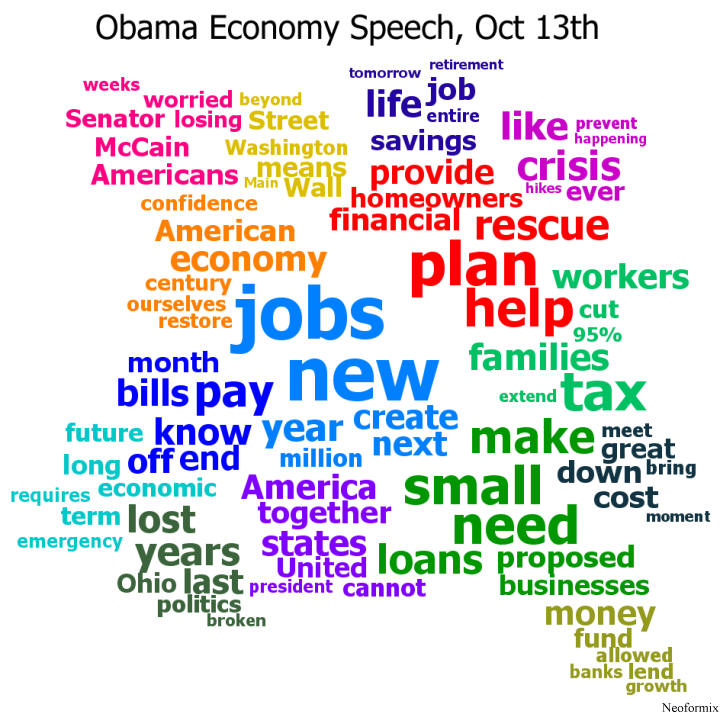 Obama Economy Speech, Oct 13th
retirement
tomorrow
weeks
job
worried
beyond
life
entire
Senator losing
Street
like
prevent
happening
savings
McCain
Washington
means
crisis
Americans
Main
Wall
provide
hikes
ever
homeowners
confidence
financial
rescue
American
economy
plan
workers
century
ourselves
restore
jobs
help
cut
95%
month
new
families
bills
pay
extend
tax
future
know
year
create
next
make
meet
great
long
off
end
million
down
bring
requires
economic
America
small
cost
term
lost
together
need
moment
emergency
years
states
loans
proposed
Ohio
last
United
president
cannot
businesses
politics
broken
money
fund
allowed
banks
lend
growth
Neoformix